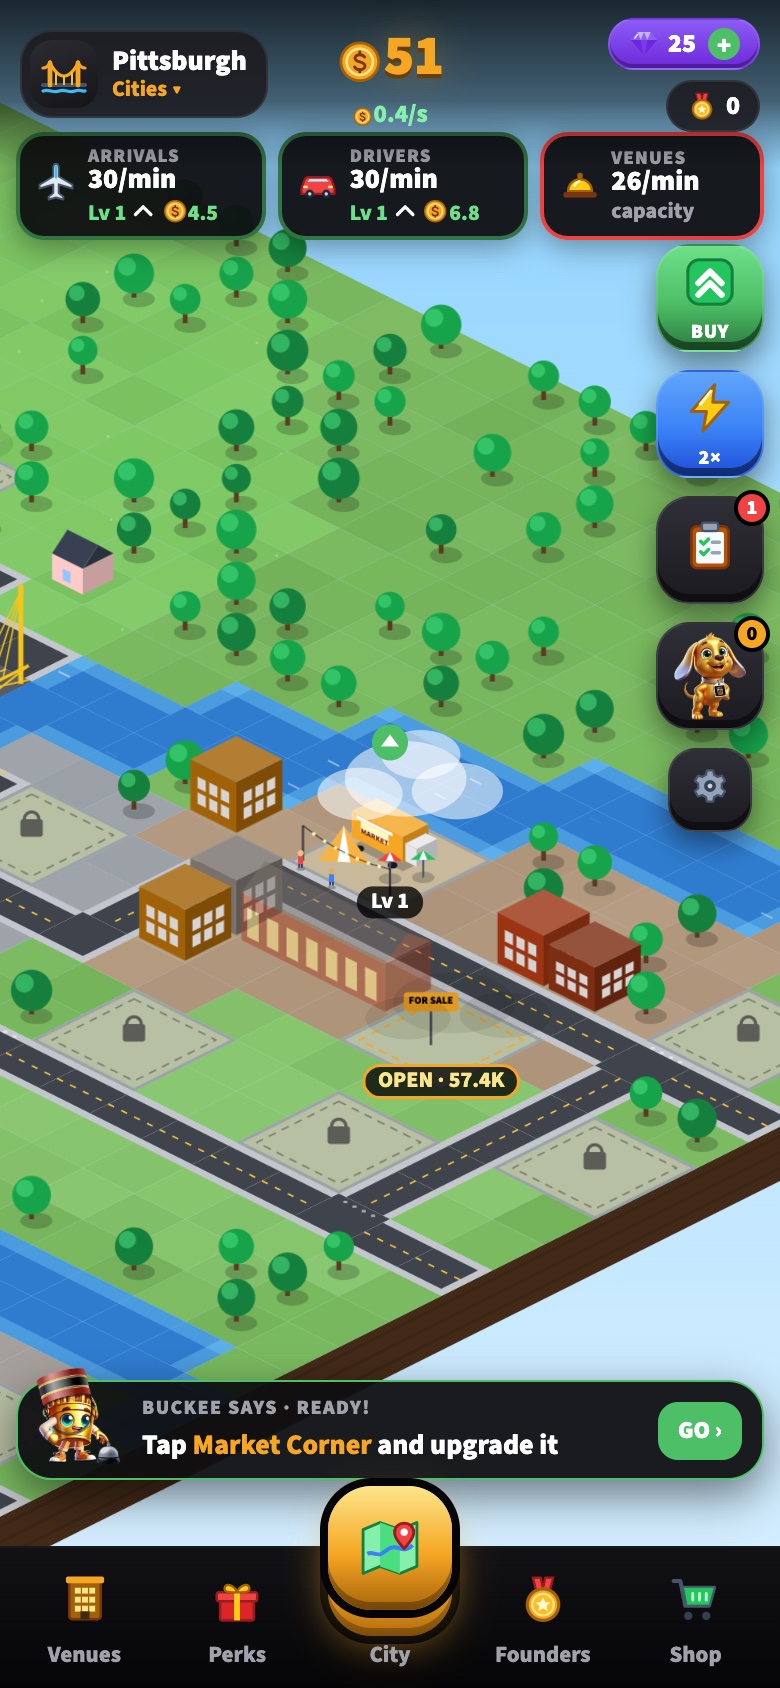 Pittsburgh
Cities ▾
51
0.4/s
25
+
0
ARRIVALS
30/min
Lv 1 4.5
DRIVERS
30/min
Lv 1 6.8
VENUES
26/min
capacity
BUY
2×
1
0
MARKET
Lv 1
FOR SALE
OPEN · 57.4K
BUCKEE SAYS · READY!
Tap Market Corner and upgrade it
GO ›
Venues
Perks
City
Founders
Shop